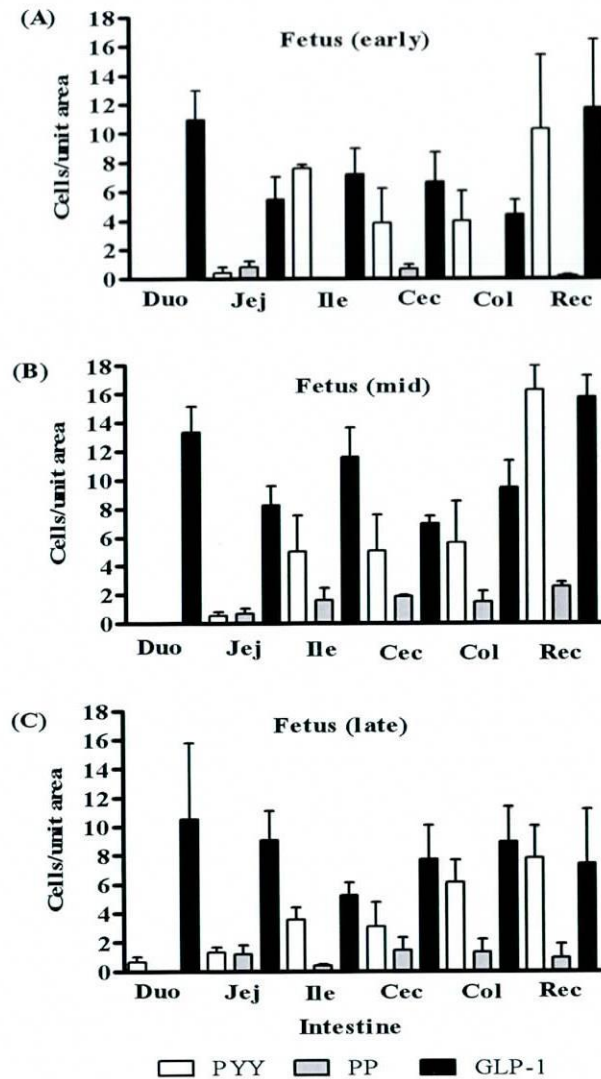 (A)
Fetus (early)
Cells/unit area
18
16
14
12
10
8
6
4
2
0
Duo Jej Ile Cec Col Rec
(B)
Fetus (mid)
Cells/unit area
18
16
14
12
10
8
6
4
2
0
Duo Jej Ile Cec Col Rec
(C)
Fetus (late)
Cells/unit area
18
16
14
12
10
8
6
4
2
0
Duo Jej Ile Cec Col Rec
Intestine
PYY PP GLP-1